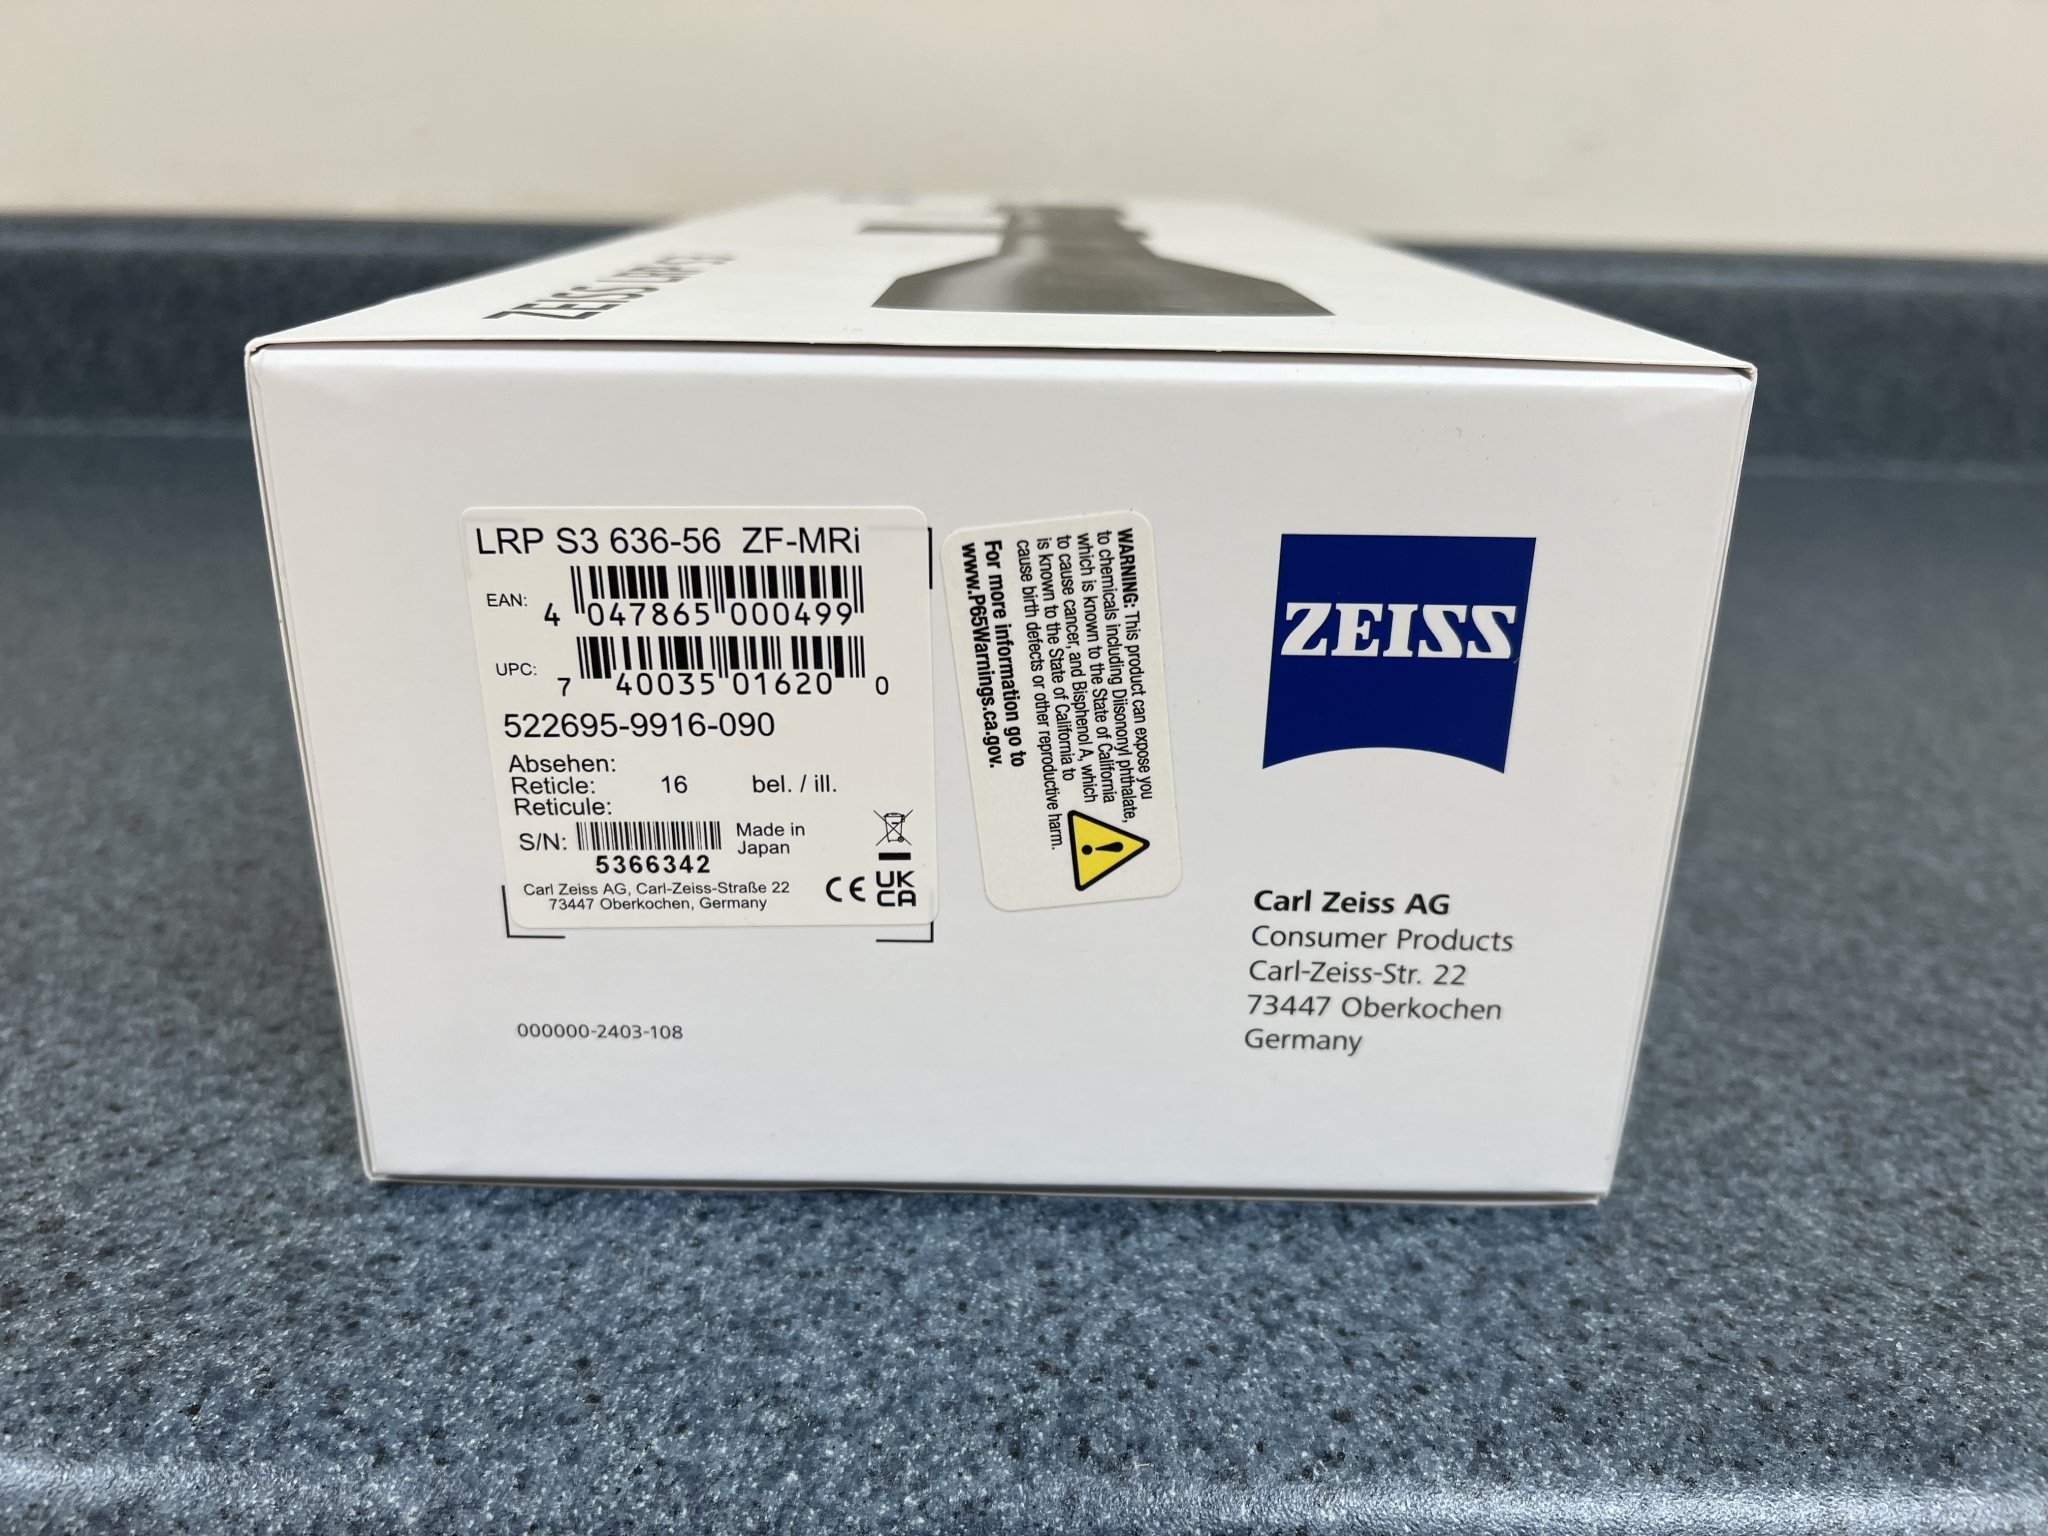 ZEISS LRP S3
LRP S3 636-56 ZF-MRi
EAN: 4 047865 000499
UPC: 7 40035 01620 0
522695-9916-090
Absehen:
Reticle: 16 bel. / ill.
Reticule:
S/N: Made in
Japan
5366342
Carl Zeiss AG, Carl-Zeiss-Straße 22
73447 Oberkochen, Germany
CE UK
CA
WARNING: This product can expose you
to chemicals including Diisononyl phthalate,
which is known to the State of California
to cause cancer, and Bisphenol A, which
is known to the State of California to
cause birth defects or other reproductive harm.
For more information go to
www.P65Warnings.ca.gov.
ZEISS
Carl Zeiss AG
Consumer Products
Carl-Zeiss-Str. 22
73447 Oberkochen
Germany
000000-2403-108